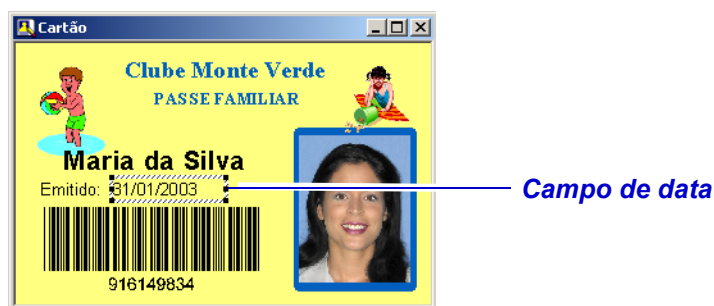 Cartão
Clube Monte Verde
PASSE FAMILIAR
Maria da Silva
Emitido: 31/01/2003
Campo de data
916149834